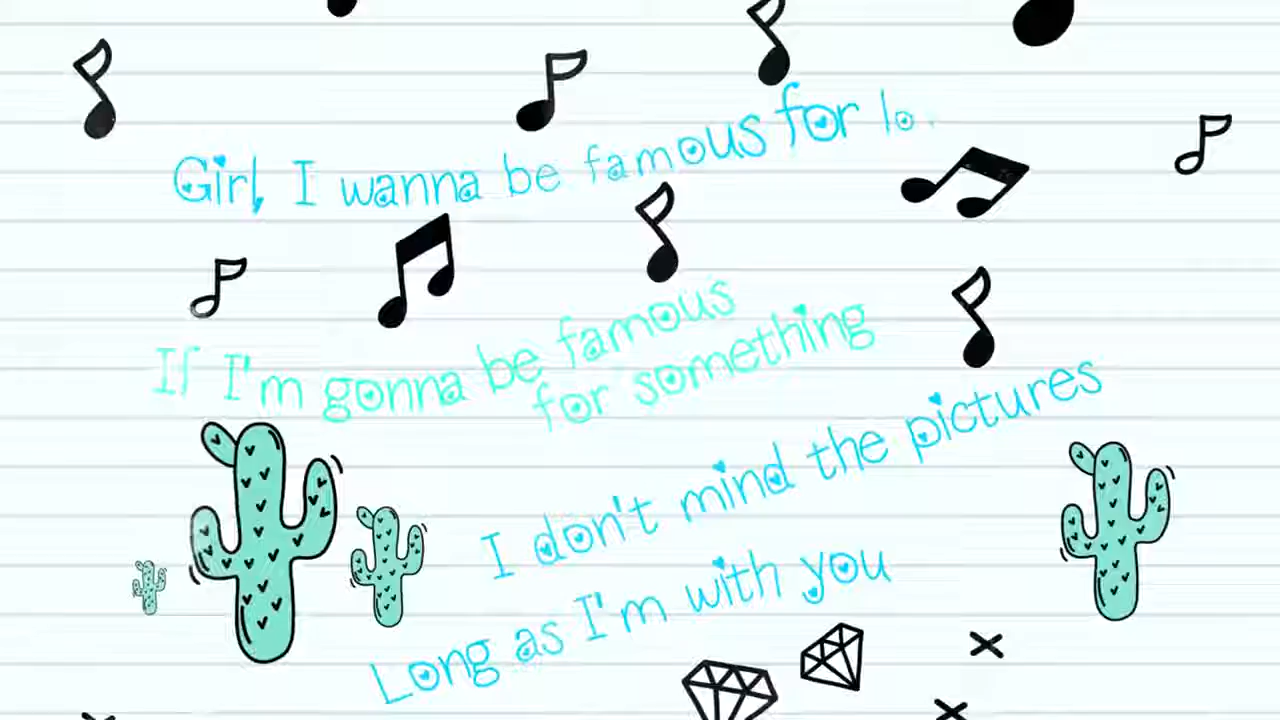 Girl, I wanna be famous for lo
If I'm gonna be famous
for something
I don't mind the pictures
Long as I'm with you